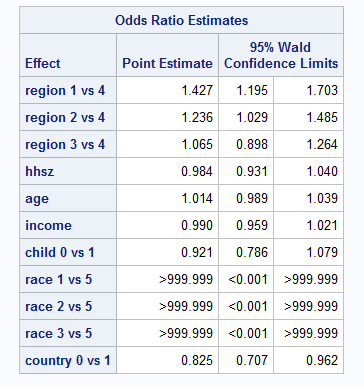 Odds Ratio Estimates
Effect Point Estimate 95% Wald Confidence Limits
region 1 vs 4 1.427 1.195 1.703
region 2 vs 4 1.236 1.029 1.485
region 3 vs 4 1.065 0.898 1.264
hhsz 0.984 0.931 1.040
age 1.014 0.989 1.039
income 0.990 0.959 1.021
child 0 vs 1 0.921 0.786 1.079
race 1 vs 5 >999.999 <0.001 >999.999
race 2 vs 5 >999.999 <0.001 >999.999
race 3 vs 5 >999.999 <0.001 >999.999
country 0 vs 1 0.825 0.707 0.962